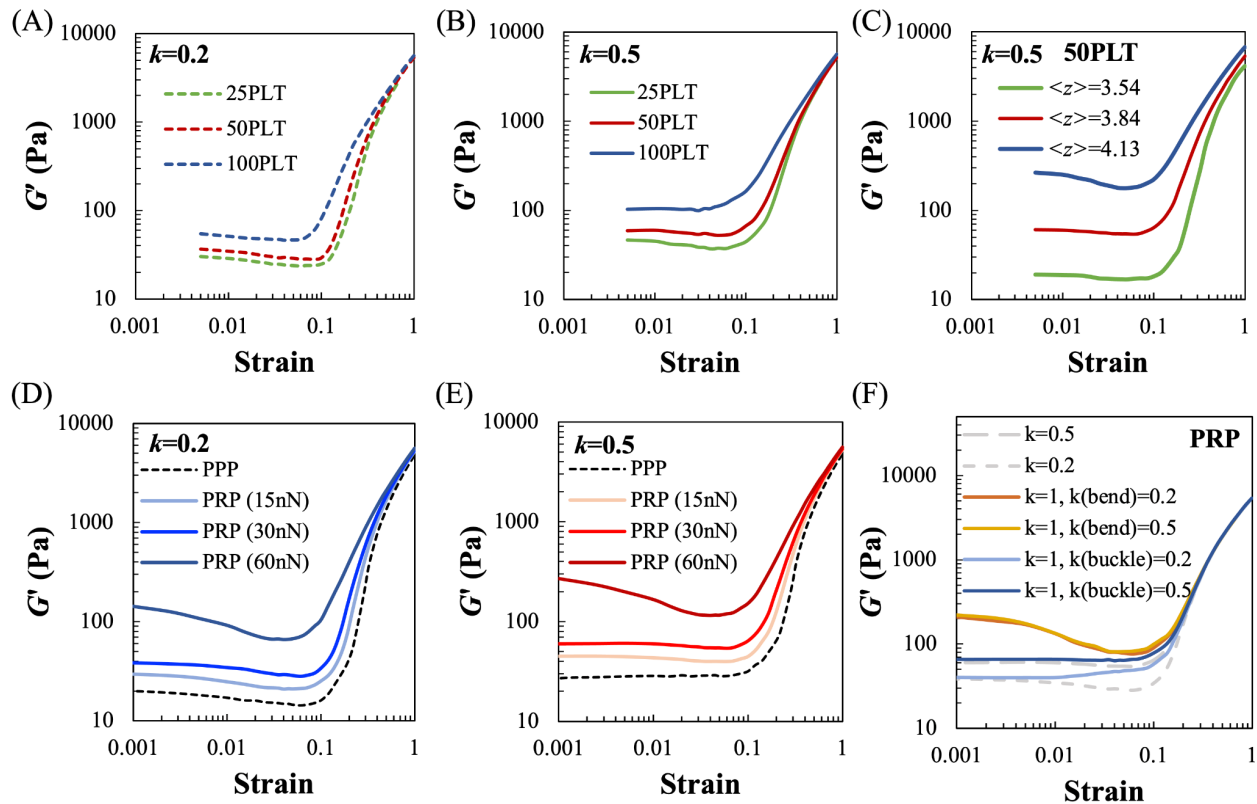 (A)
10000
1000
100
10
G' (Pa)
k=0.2
25PLT
50PLT
100PLT
0.001 0.01 0.1 1
Strain
(B)
10000
1000
100
10
G' (Pa)
k=0.5
25PLT
50PLT
100PLT
0.001 0.01 0.1 1
Strain
(C)
10000
1000
100
10
G' (Pa)
k=0.5 50PLT
<z>=3.54
<z>=3.84
<z>=4.13
0.001 0.01 0.1 1
Strain
(D)
10000
1000
100
10
G' (Pa)
k=0.2
PPP
PRP (15nN)
PRP (30nN)
PRP (60nN)
0.001 0.01 0.1 1
Strain
(E)
10000
1000
100
10
G' (Pa)
k=0.5
PPP
PRP (15nN)
PRP (30nN)
PRP (60nN)
0.001 0.01 0.1 1
Strain
(F)
10000
1000
100
10
G' (Pa)
PRP
k=0.5
k=0.2
k=1, k(bend)=0.2
k=1, k(bend)=0.5
k=1, k(buckle)=0.2
k=1, k(buckle)=0.5
0.001 0.01 0.1 1
Strain